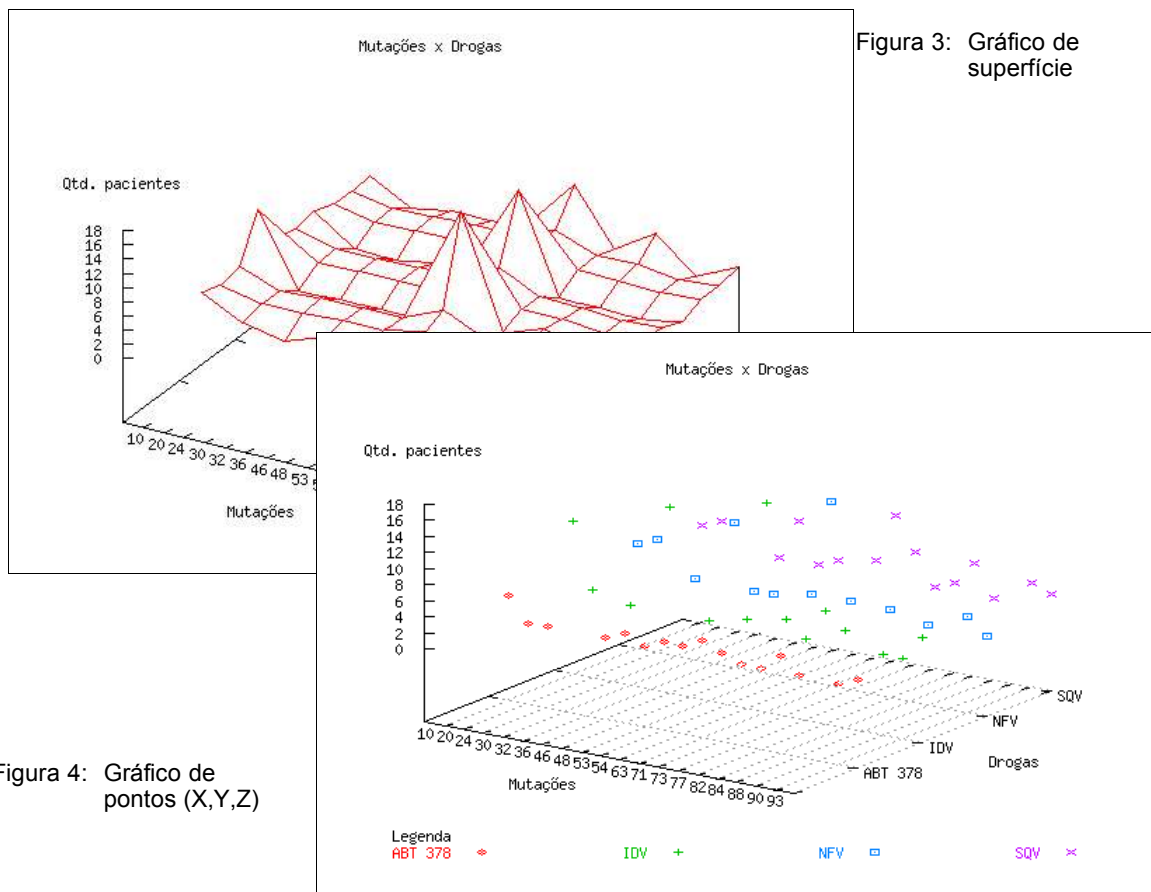 Mutações x Drogas
Figura 3: Gráfico de
superfície
Qtd. pacientes
18
16
14
12
10
8
6
4
2
0
10 20 24 30 32 36 46 48 53
Mutações
Mutações x Drogas
Qtd. pacientes
18
16
14
12
10
8
6
4
2
0
10 20 24 30 32 36 46 48 53 54 63 71 73 77 82 84 88 90 93
Mutações
ABT 378
IDV
NFV
SQV
Drogas
Figura 4: Gráfico de
pontos (X,Y,Z)
Legenda
ABT 378 IDV NFV SQV